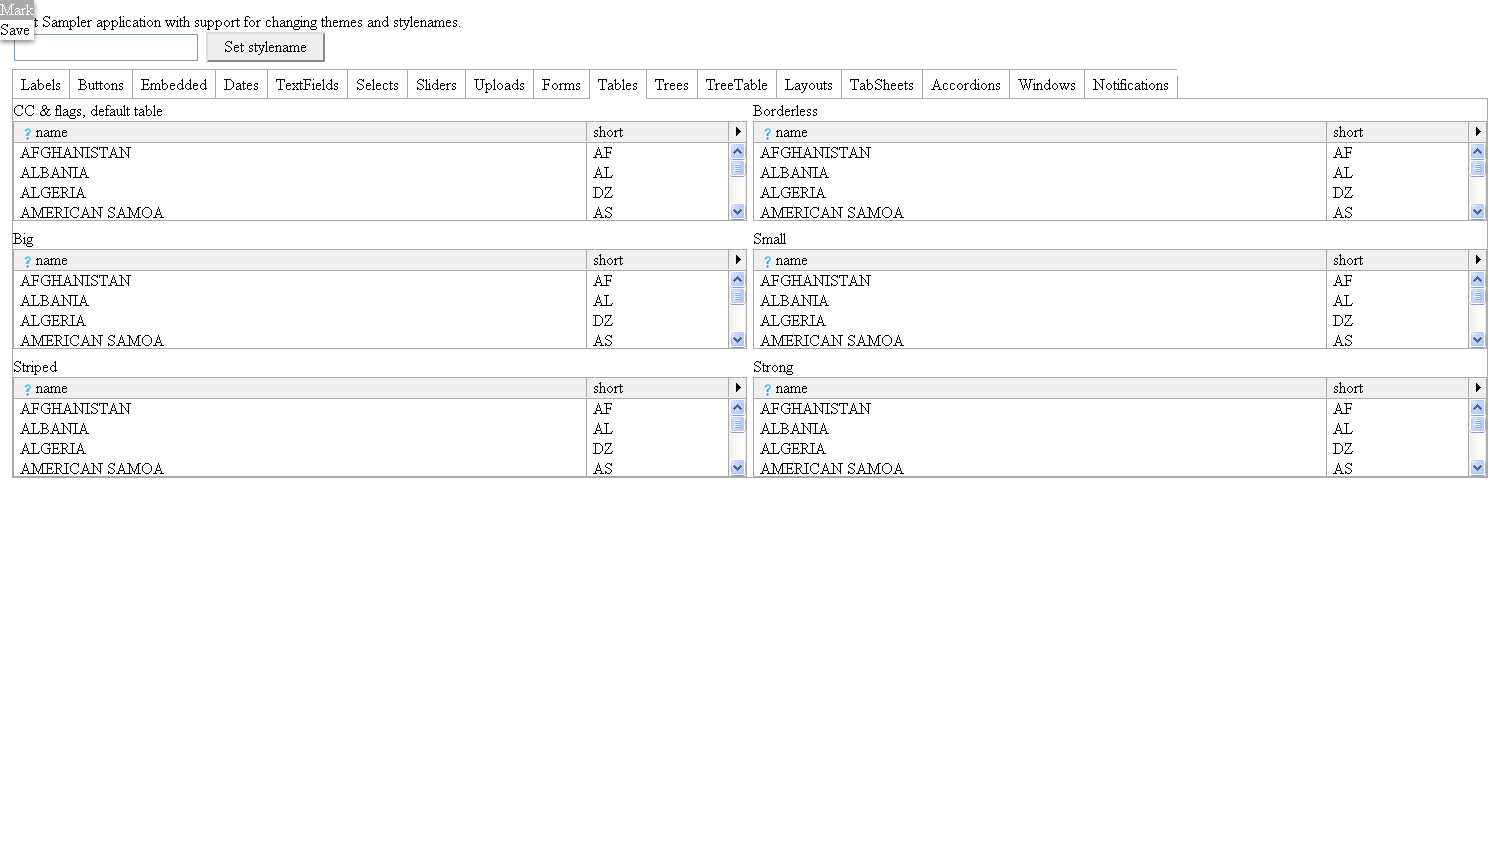 Mark
t Sampler application with support for changing themes and stylenames.
Save
Set stylename
Labels Buttons Embedded Dates TextFields Selects Sliders Uploads Forms Tables Trees TreeTable Layouts TabSheets Accordions Windows Notifications
CC & flags, default table
? name short
AFGHANISTAN AF
ALBANIA AL
ALGERIA DZ
AMERICAN SAMOA AS
Borderless
? name short
AFGHANISTAN AF
ALBANIA AL
ALGERIA DZ
AMERICAN SAMOA AS
Big
? name short
AFGHANISTAN AF
ALBANIA AL
ALGERIA DZ
AMERICAN SAMOA AS
Small
? name short
AFGHANISTAN AF
ALBANIA AL
ALGERIA DZ
AMERICAN SAMOA AS
Striped
? name short
AFGHANISTAN AF
ALBANIA AL
ALGERIA DZ
AMERICAN SAMOA AS
Strong
? name short
AFGHANISTAN AF
ALBANIA AL
ALGERIA DZ
AMERICAN SAMOA AS